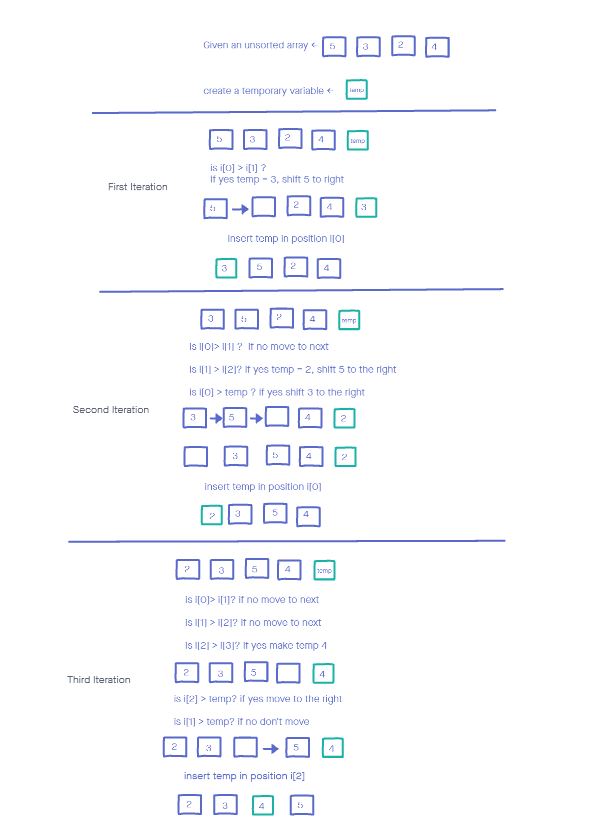 Given an unsorted array ← 5 3 2 4
create a temporary variable ← temp
5 3 2 4 temp
is i[0] > i[1] ?
If yes temp = 3, shift 5 to right
First Iteration
5 → 2 4 3
insert temp in position i[0]
3 5 2 4
3 5 2 4 temp
is i[0]> i[1] ? If no move to next
is i[1] > i[2]? If yes temp = 2, shift 5 to the right
is i[0] > temp ? if yes shift 3 to the right
Second Iteration
3 → 5 → 4 2
3 5 4 2
insert temp in position i[0]
2 3 5 4
2 3 5 4 temp
is i[0]> i[1]? if no move to next
is i[1] > i[2]? if no move to next
is i[2] > i[3]? if yes make temp 4
Third Iteration
2 3 5 4
is i[2] > temp? if yes move to the right
is i[1] > temp? if no don't move
2 3 → 5 4
insert temp in position i[2]
2 3 4 5